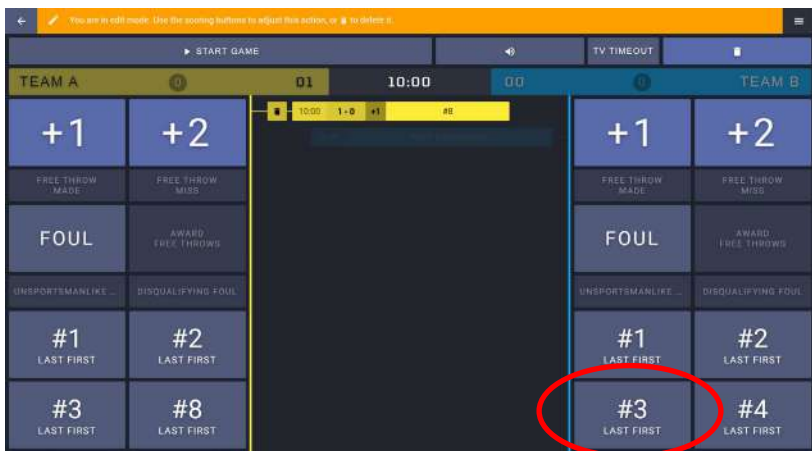 You are in edit mode. Use the scoring buttons to adjust this action, or to delete it.
START GAME TV TIMEOUT
TEAM A 0 01 10:00 00 0 TEAM B
10:00 1 - 0 +1 #8
+1 +2 +1 +2
FREE THROW MADE FREE THROW MISS FREE THROW MADE FREE THROW MISS
FOUL AWARD FREE THROWS FOUL AWARD FREE THROWS
UNSPORTSMANLIKE ... DISQUALIFYING FOUL UNSPORTSMANLIKE ... DISQUALIFYING FOUL
#1 #2 #1 #2
LAST FIRST LAST FIRST LAST FIRST LAST FIRST
#3 #8 #3 #4
LAST FIRST LAST FIRST LAST FIRST LAST FIRST